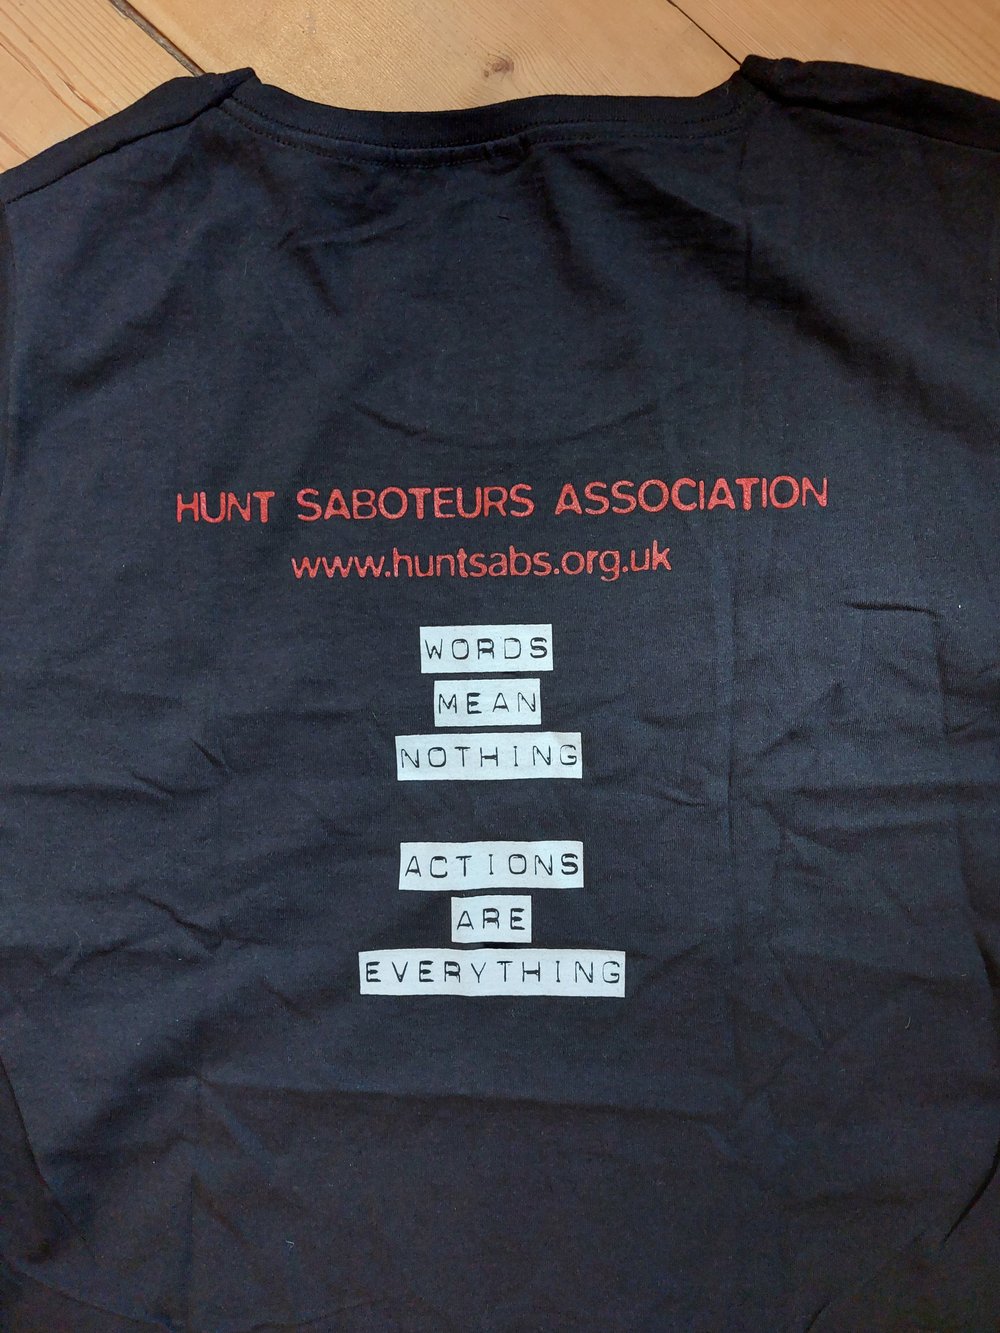 HUNT SABOTEURS ASSOCIATION
www.huntsabs.org.uk
WORDS
MEAN
NOTHING
ACTIONS
ARE
EVERYTHING